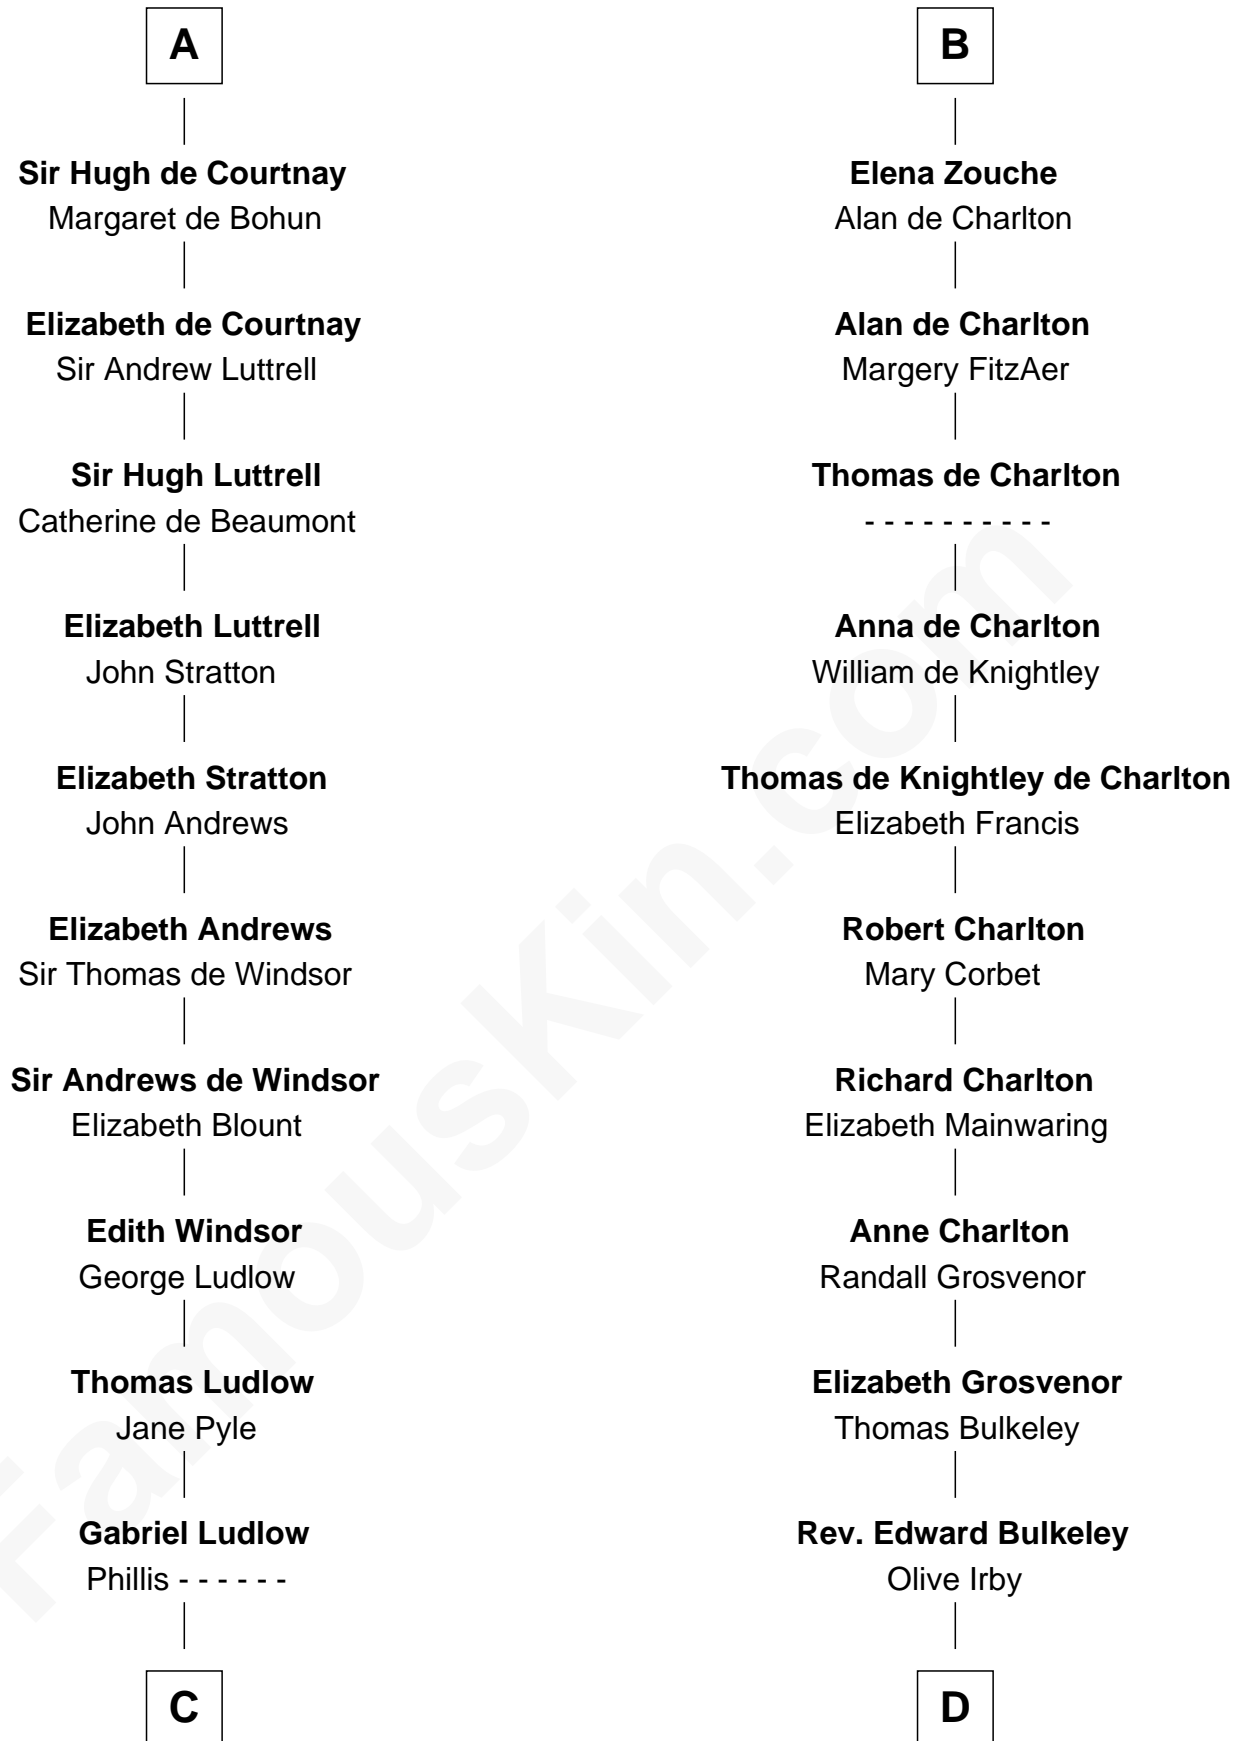 A
Sir Hugh de Courtnay
Margaret de Bohun
Elizabeth de Courtnay
Sir Andrew Luttrell
Sir Hugh Luttrell
Catherine de Beaumont
Elizabeth Luttrell
John Stratton
Elizabeth Stratton
John Andrews
Elizabeth Andrews
Sir Thomas de Windsor
Sir Andrews de Windsor
Elizabeth Blount
Edith Windsor
George Ludlow
Thomas Ludlow
Jane Pyle
Gabriel Ludlow
Phillis - - - - - -
C
B
Elena Zouche
Alan de Charlton
Alan de Charlton
Margery FitzAer
Thomas de Charlton
- - - - - - - - - -
Anna de Charlton
William de Knightley
Thomas de Knightley de Charlton
Elizabeth Francis
Robert Charlton
Mary Corbet
Richard Charlton
Elizabeth Mainwaring
Anne Charlton
Randall Grosvenor
Elizabeth Grosvenor
Thomas Bulkeley
Rev. Edward Bulkeley
Olive Irby
D
FamousKin.com